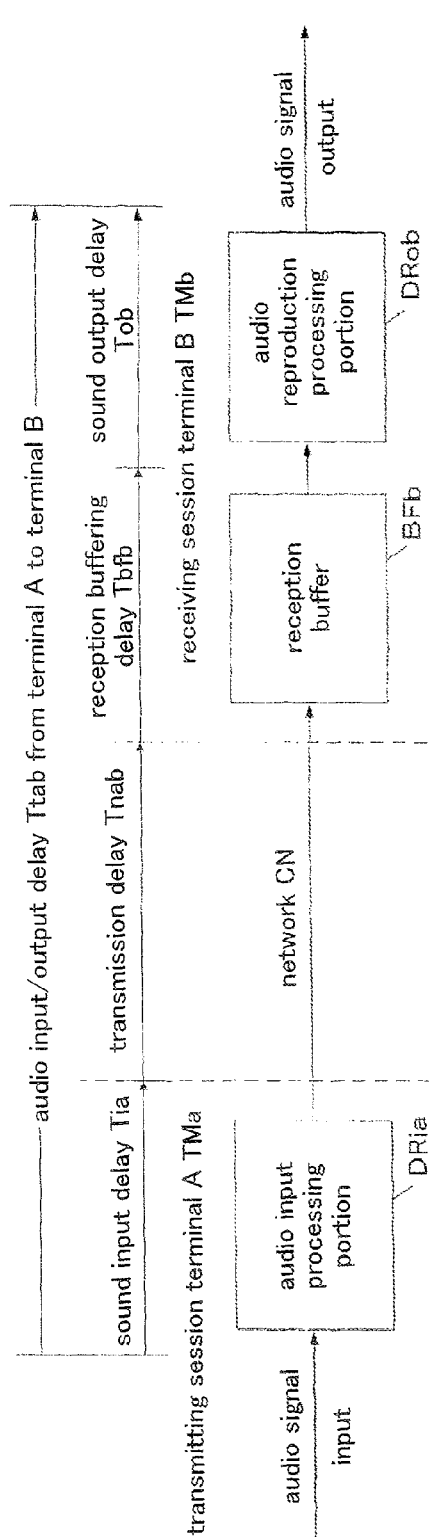 audio input/output delay Ttab from terminal A to terminal B
sound input delay Tia
transmission delay Tnab
reception buffering
delay Tbfb
sound output delay
Tob
transmitting session terminal A TMa
receiving session terminal B TMb
audio signal
input
audio input
processing
portion
DRia
network CN
reception
buffer
BFb
audio
reproduction
processing
portion
DRob
audio signal
output